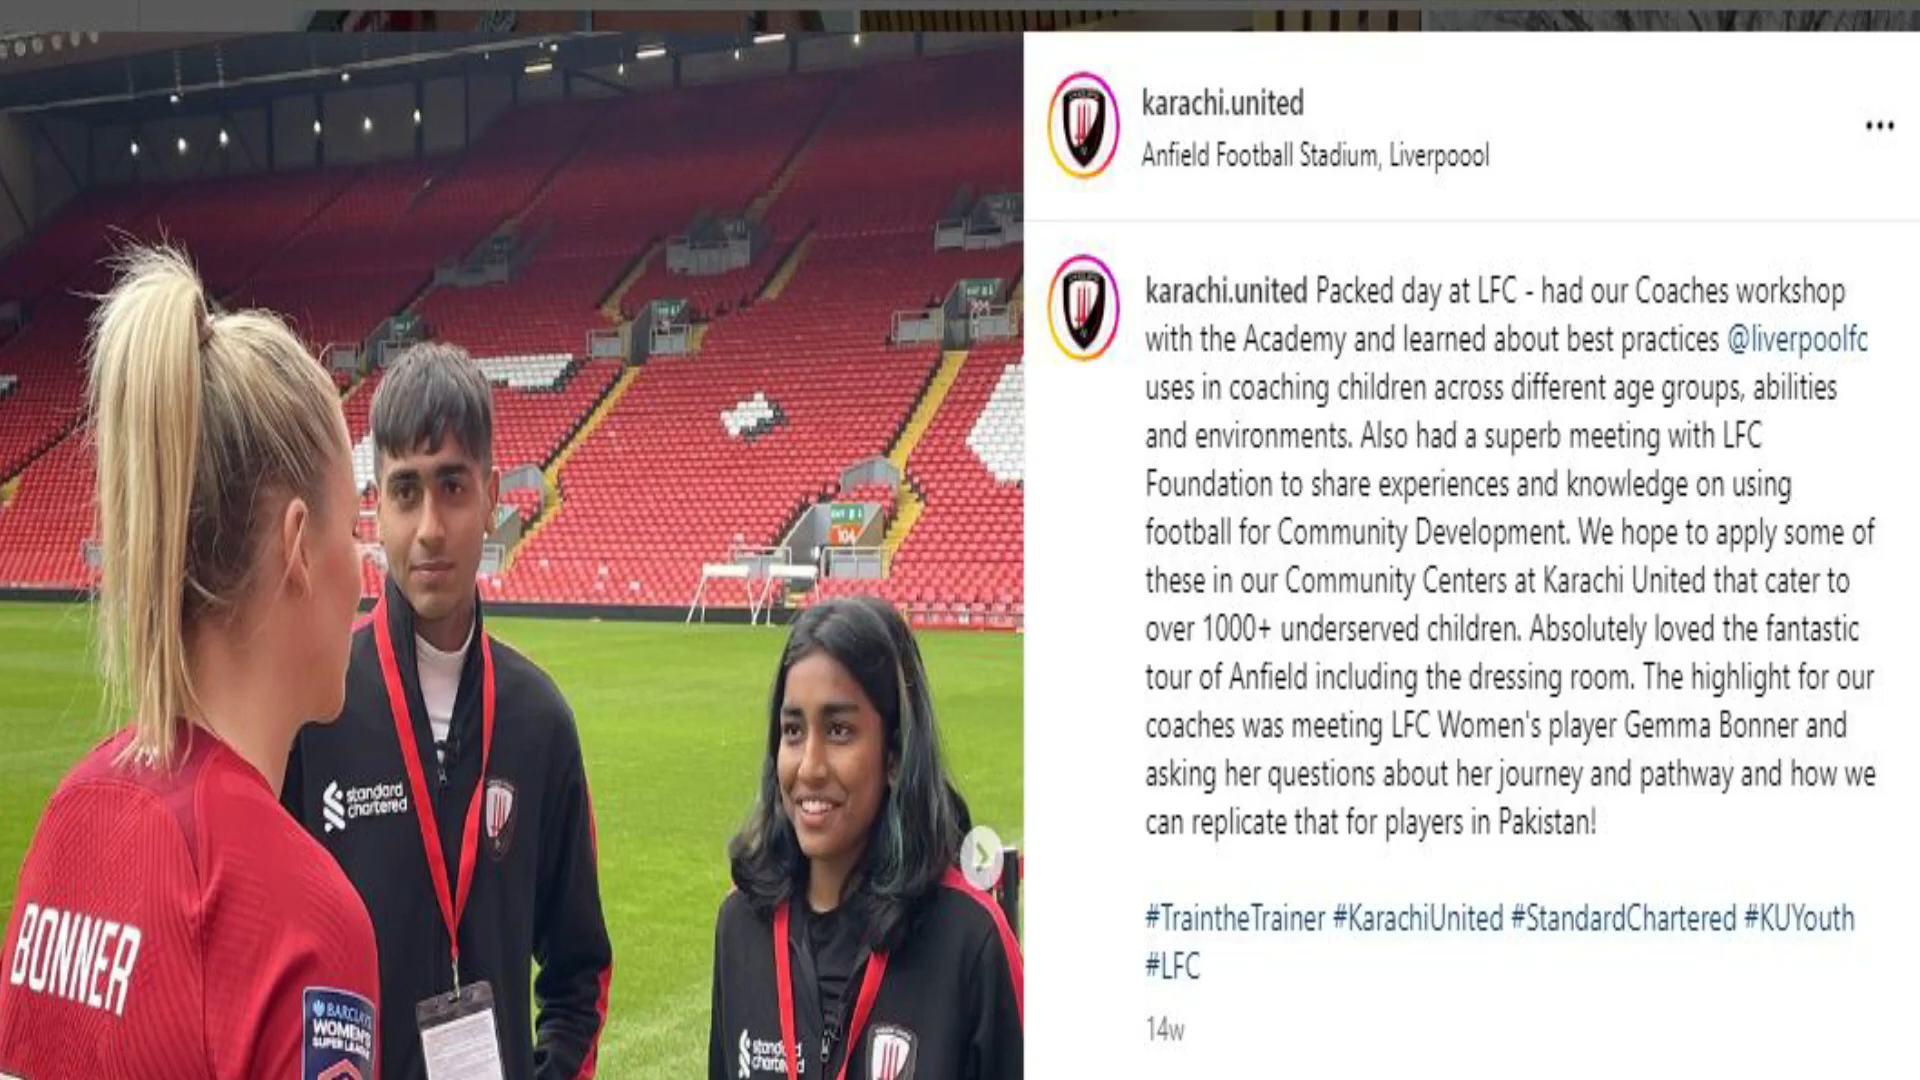 karachi.united
Anfield Football Stadium, Liverpoool
karachi.united Packed day at LFC - had our Coaches workshop
with the Academy and learned about best practices @liverpoolfc
uses in coaching children across different age groups, abilities
and environments. Also had a superb meeting with LFC
Foundation to share experiences and knowledge on using
football for Community Development. We hope to apply some of
these in our Community Centers at Karachi United that cater to
over 1000+ underserved children. Absolutely loved the fantastic
tour of Anfield including the dressing room. The highlight for our
coaches was meeting LFC Women's player Gemma Bonner and
asking her questions about her journey and pathway and how we
can replicate that for players in Pakistan!
#TraintheTrainer #KarachiUnited #StandardChartered #KUYouth
#LFC
14w
104
standard
chartered
BONNER
BARCLAYS
WOMEN'S
SUPER LEAGUE
standard
chartered